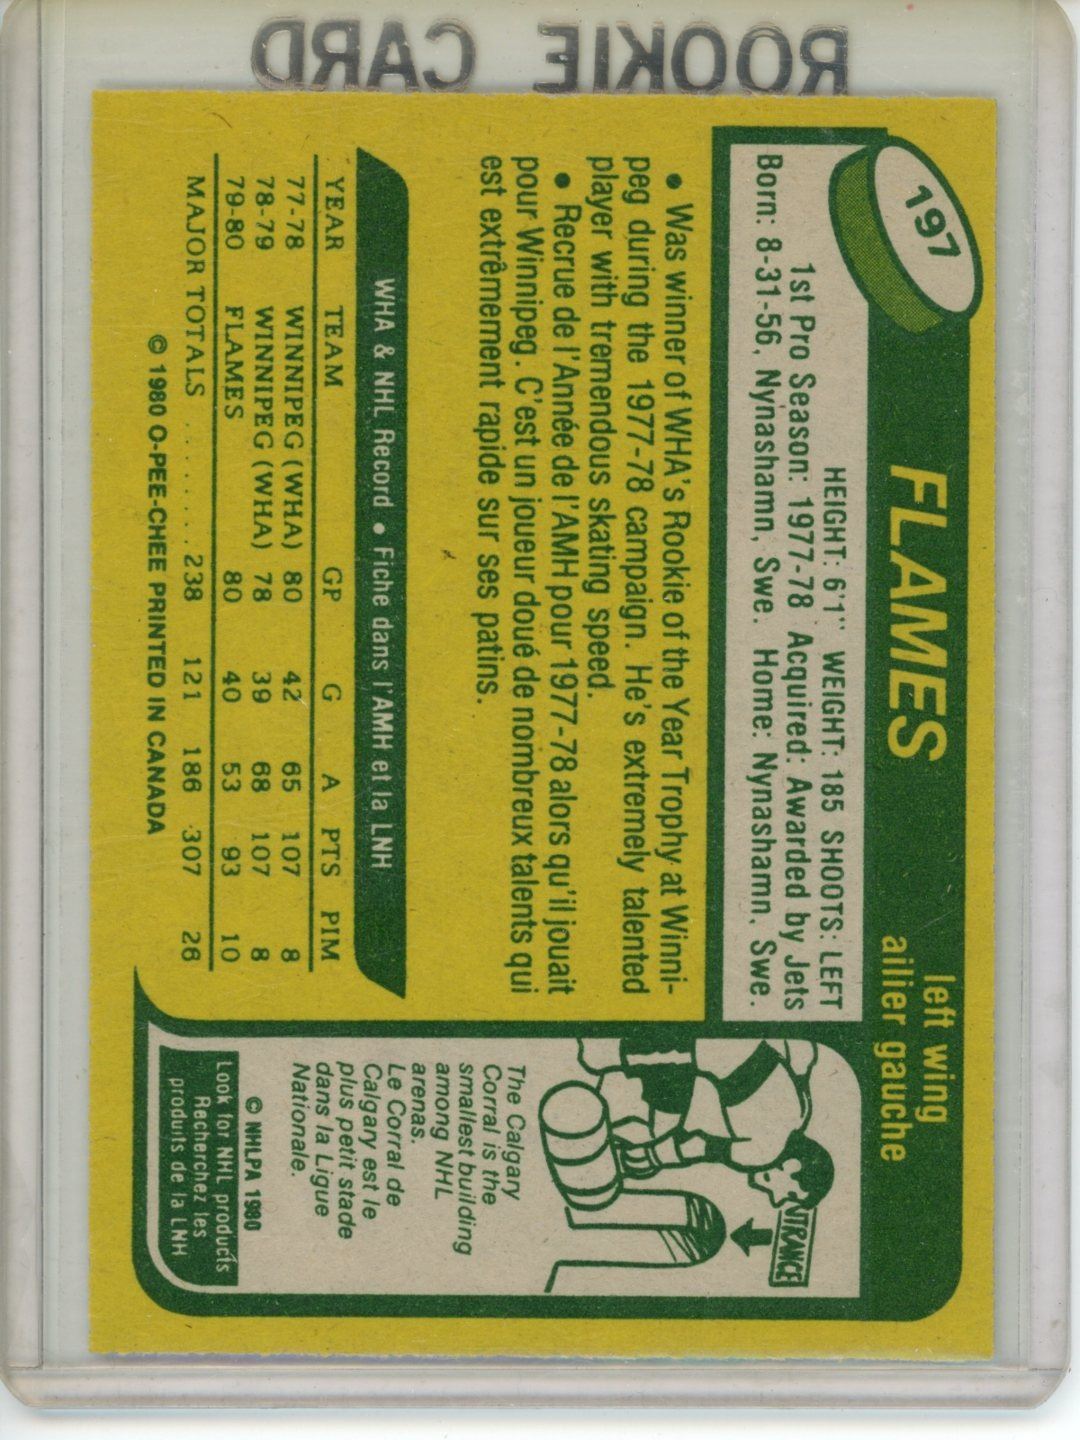 ROOKIE CARD
197
FLAMES
left wing
ailier gauche
HEIGHT: 6'1" WEIGHT: 185 SHOOTS: LEFT
1st Pro Season: 1977-78 Acquired: Awarded by Jets
Born: 8-31-56, Nynashamn, Swe. Home: Nynashamn, Swe.
• Was winner of WHA's Rookie of the Year Trophy at Winni-
peg during the 1977-78 campaign. He's extremely talented
player with tremendous skating speed.
• Recrue de l'Année de l'AMH pour 1977-78 alors qu'il jouait
pour Winnipeg. C'est un joueur doué de nombreux talents qui
est extrêmement rapide sur ses patins.
WHA & NHL Record • Fiche dans l'AMH et la LNH
YEAR TEAM GP G A PTS PIM
77-78 WINNIPEG (WHA) 80 42 65 107 8
78-79 WINNIPEG (WHA) 78 39 68 107 8
79-80 FLAMES 80 40 53 93 10
MAJOR TOTALS ........ 238 121 186 307 26
© 1980 O-PEE-CHEE PRINTED IN CANADA
NTRANCE
The Calgary
Corral is the
smallest building
among NHL
arenas.
Le Corral de
Calgary est le
plus petit stade
dans la Ligue
Nationale.
© NHLPA 1980
Look for NHL products
Recherchez les
produits de la LNH